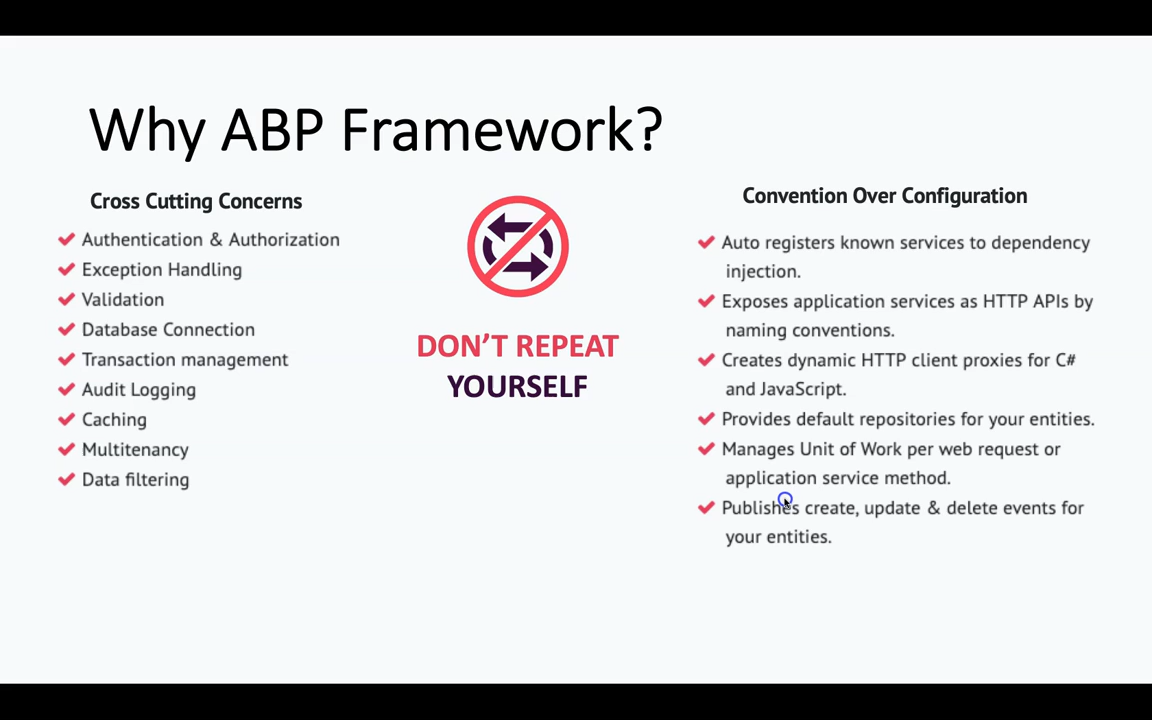 Why ABP Framework?
Cross Cutting Concerns
Authentication & Authorization
Exception Handling
Validation
Database Connection
Transaction management
Audit Logging
Caching
Multitenancy
Data filtering
DON'T REPEAT
YOURSELF
Convention Over Configuration
Auto registers known services to dependency
injection.
Exposes application services as HTTP APIs by
naming conventions.
Creates dynamic HTTP client proxies for C#
and JavaScript.
Provides default repositories for your entities.
Manages Unit of Work per web request or
application service method.
Publishes create, update & delete events for
your entities.